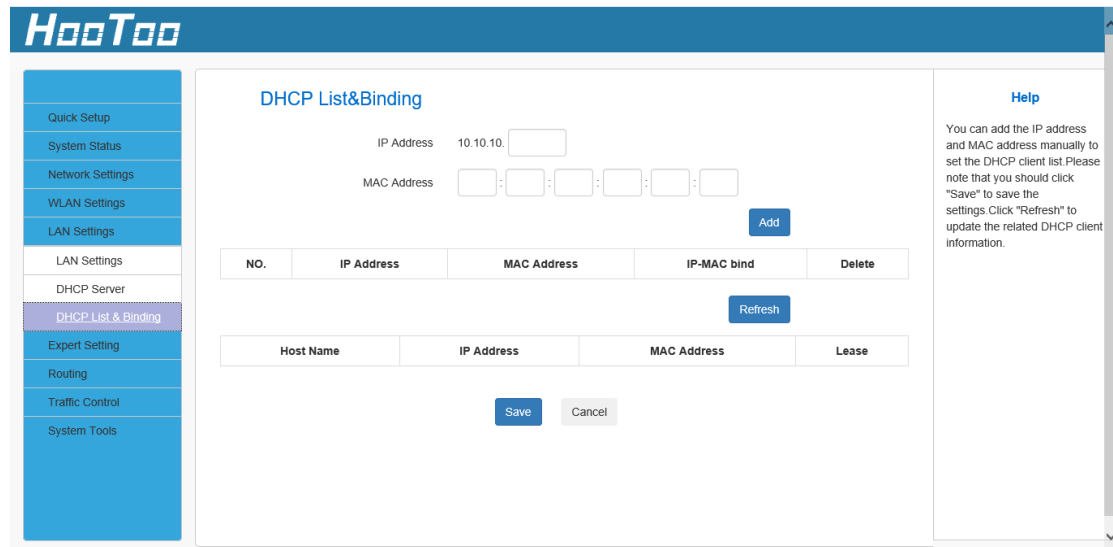 HooToo
Quick Setup
System Status
Network Settings
WLAN Settings
LAN Settings
LAN Settings
DHCP Server
DHCP List & Binding
Expert Setting
Routing
Traffic Control
System Tools
DHCP List&Binding
IP Address 10.10.10.
MAC Address : : : : :
Add
NO. IP Address MAC Address IP-MAC bind Delete
Refresh
Host Name IP Address MAC Address Lease
Save Cancel
Help
You can add the IP address
and MAC address manually to
set the DHCP client list.Please
note that you should click
"Save" to save the
settings.Click "Refresh" to
update the related DHCP client
information.